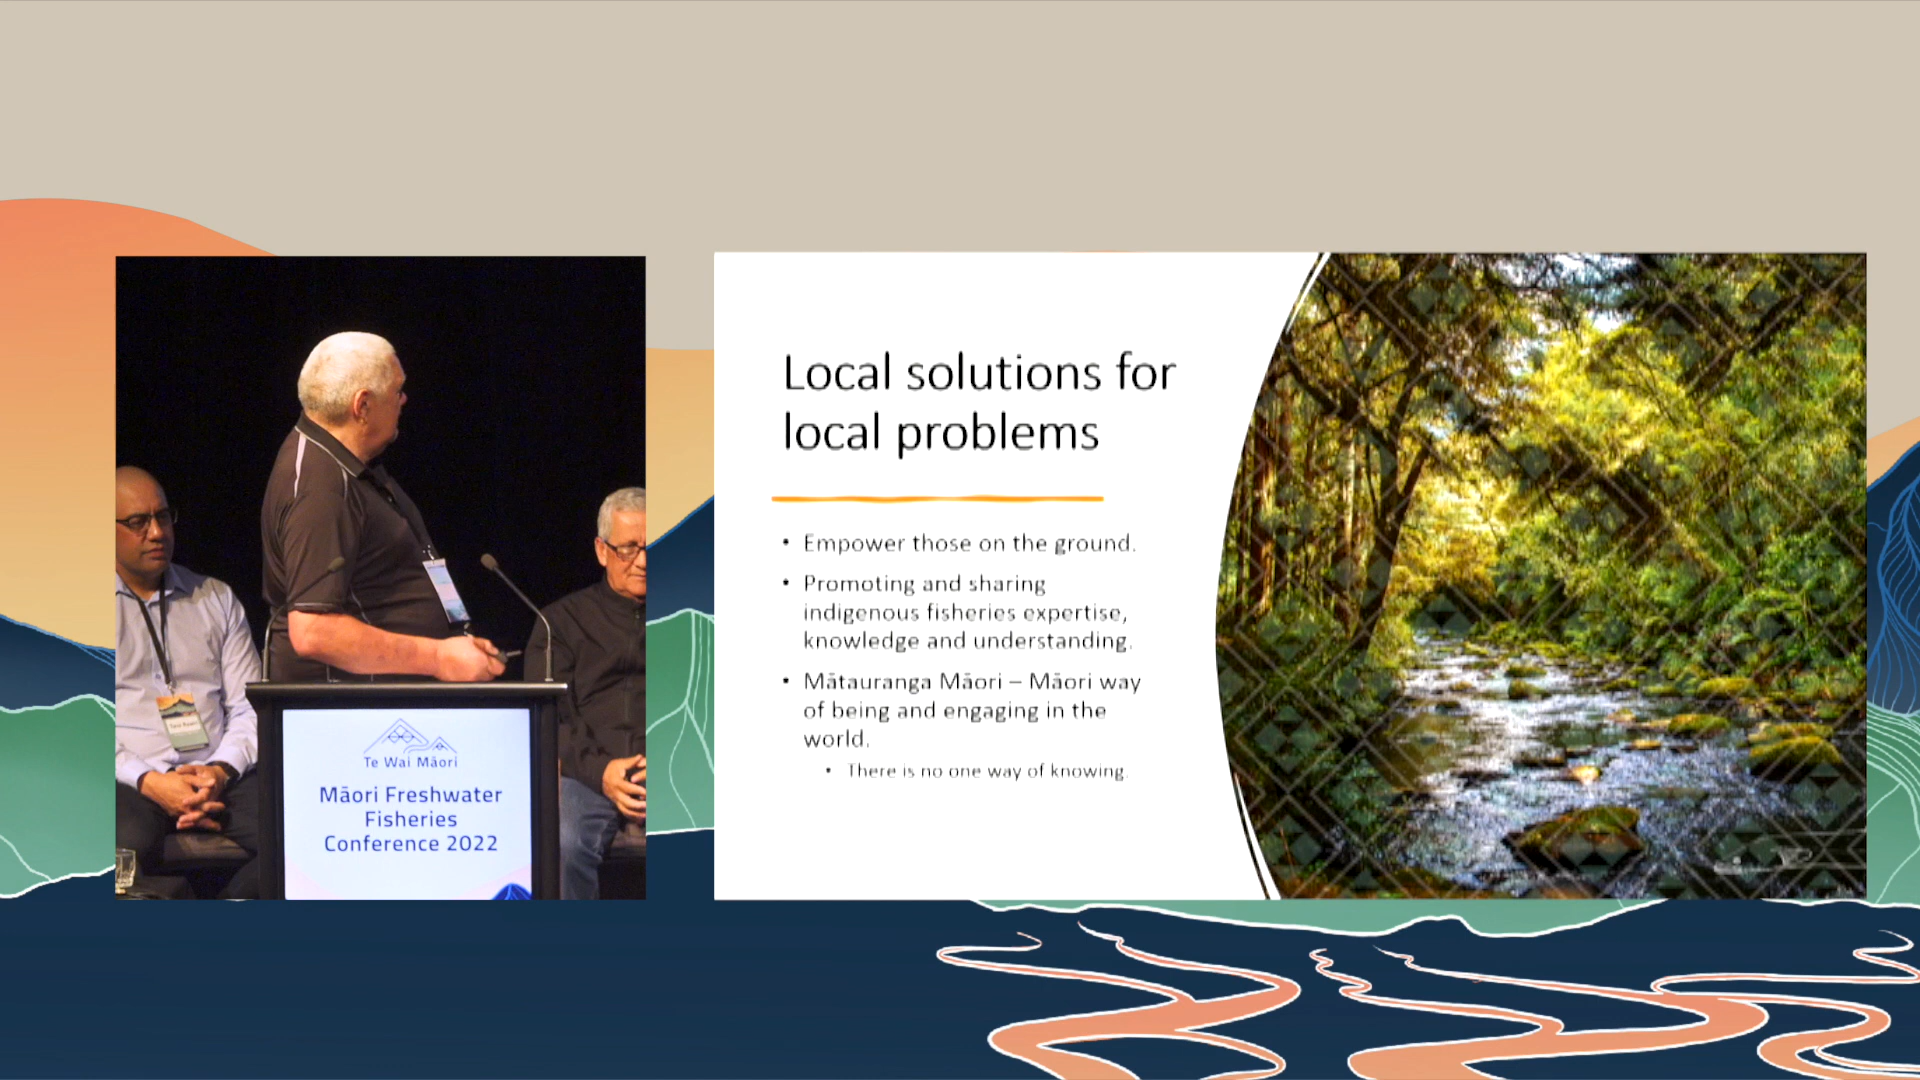 Te Wai Māori
Māori Freshwater
Fisheries
Conference 2022
Local solutions for
local problems
• Empower those on the ground.
• Promoting and sharing
indigenous fisheries expertise,
knowledge and understanding.
• Mātauranga Māori – Māori way
of being and engaging in the
world.
• There is no one way of knowing.